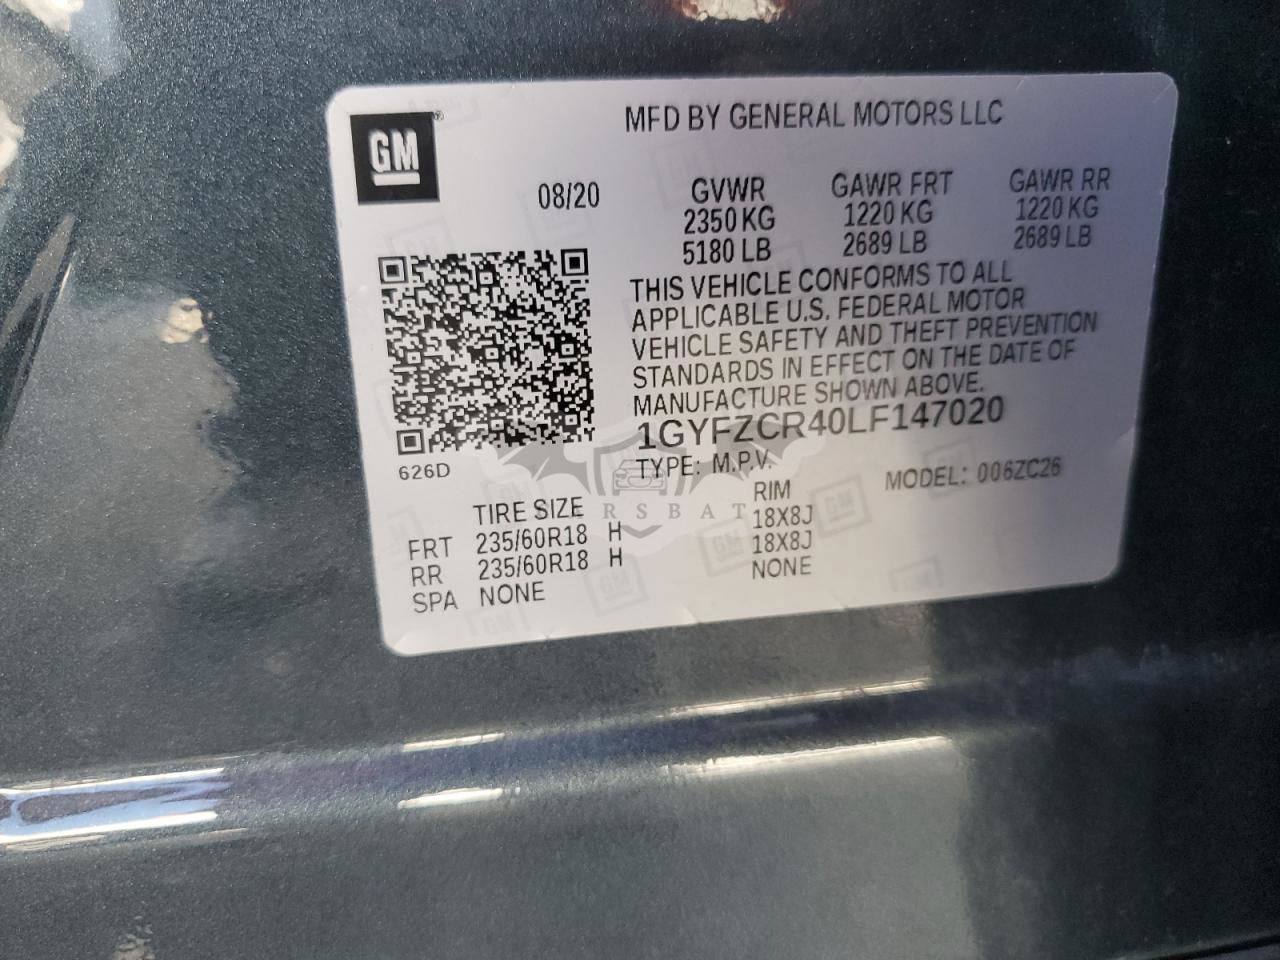 GM
®
MFD BY GENERAL MOTORS LLC
08/20
GVWR GAWR FRT GAWR RR
2350 KG 1220 KG 1220 KG
5180 LB 2689 LB 2689 LB
THIS VEHICLE CONFORMS TO ALL
APPLICABLE U.S. FEDERAL MOTOR
VEHICLE SAFETY AND THEFT PREVENTION
STANDARDS IN EFFECT ON THE DATE OF
MANUFACTURE SHOWN ABOVE.
1GYFZCR40LF147020
626D
TYPE: M.P.V. MODEL: 006ZC26
TIRE SIZE RIM
FRT 235/60R18 H 18X8J
RR 235/60R18 H 18X8J
SPA NONE NONE
RSBAT